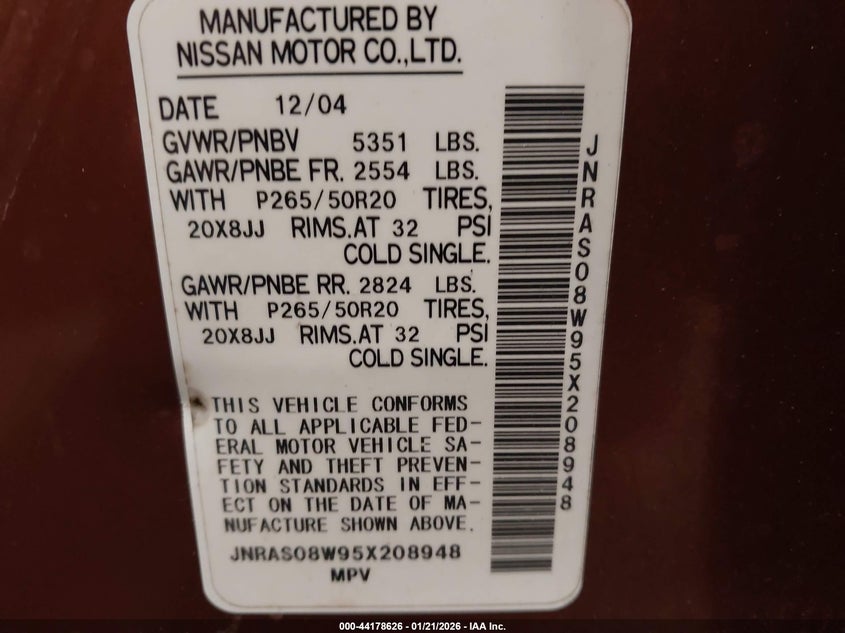 MANUFACTURED BY
NISSAN MOTOR CO.,LTD.
DATE 12/04
GVWR/PNBV 5351 LBS.
GAWR/PNBE FR. 2554 LBS.
WITH P265/50R20 TIRES,
20X8JJ RIMS.AT 32 PSI
COLD SINGLE.
GAWR/PNBE RR. 2824 LBS.
WITH P265/50R20 TIRES,
20X8JJ RIMS.AT 32 PSI
COLD SINGLE.
THIS VEHICLE CONFORMS
TO ALL APPLICABLE FED-
ERAL MOTOR VEHICLE SA-
FETY AND THEFT PREVEN-
TION STANDARDS IN EFF-
ECT ON THE DATE OF MA-
NUFACTURE SHOWN ABOVE.
JNRAS08W95X208948
MPV
JNRAS08W95X208948
000-44178626 - 01/21/2026 - IAA Inc.